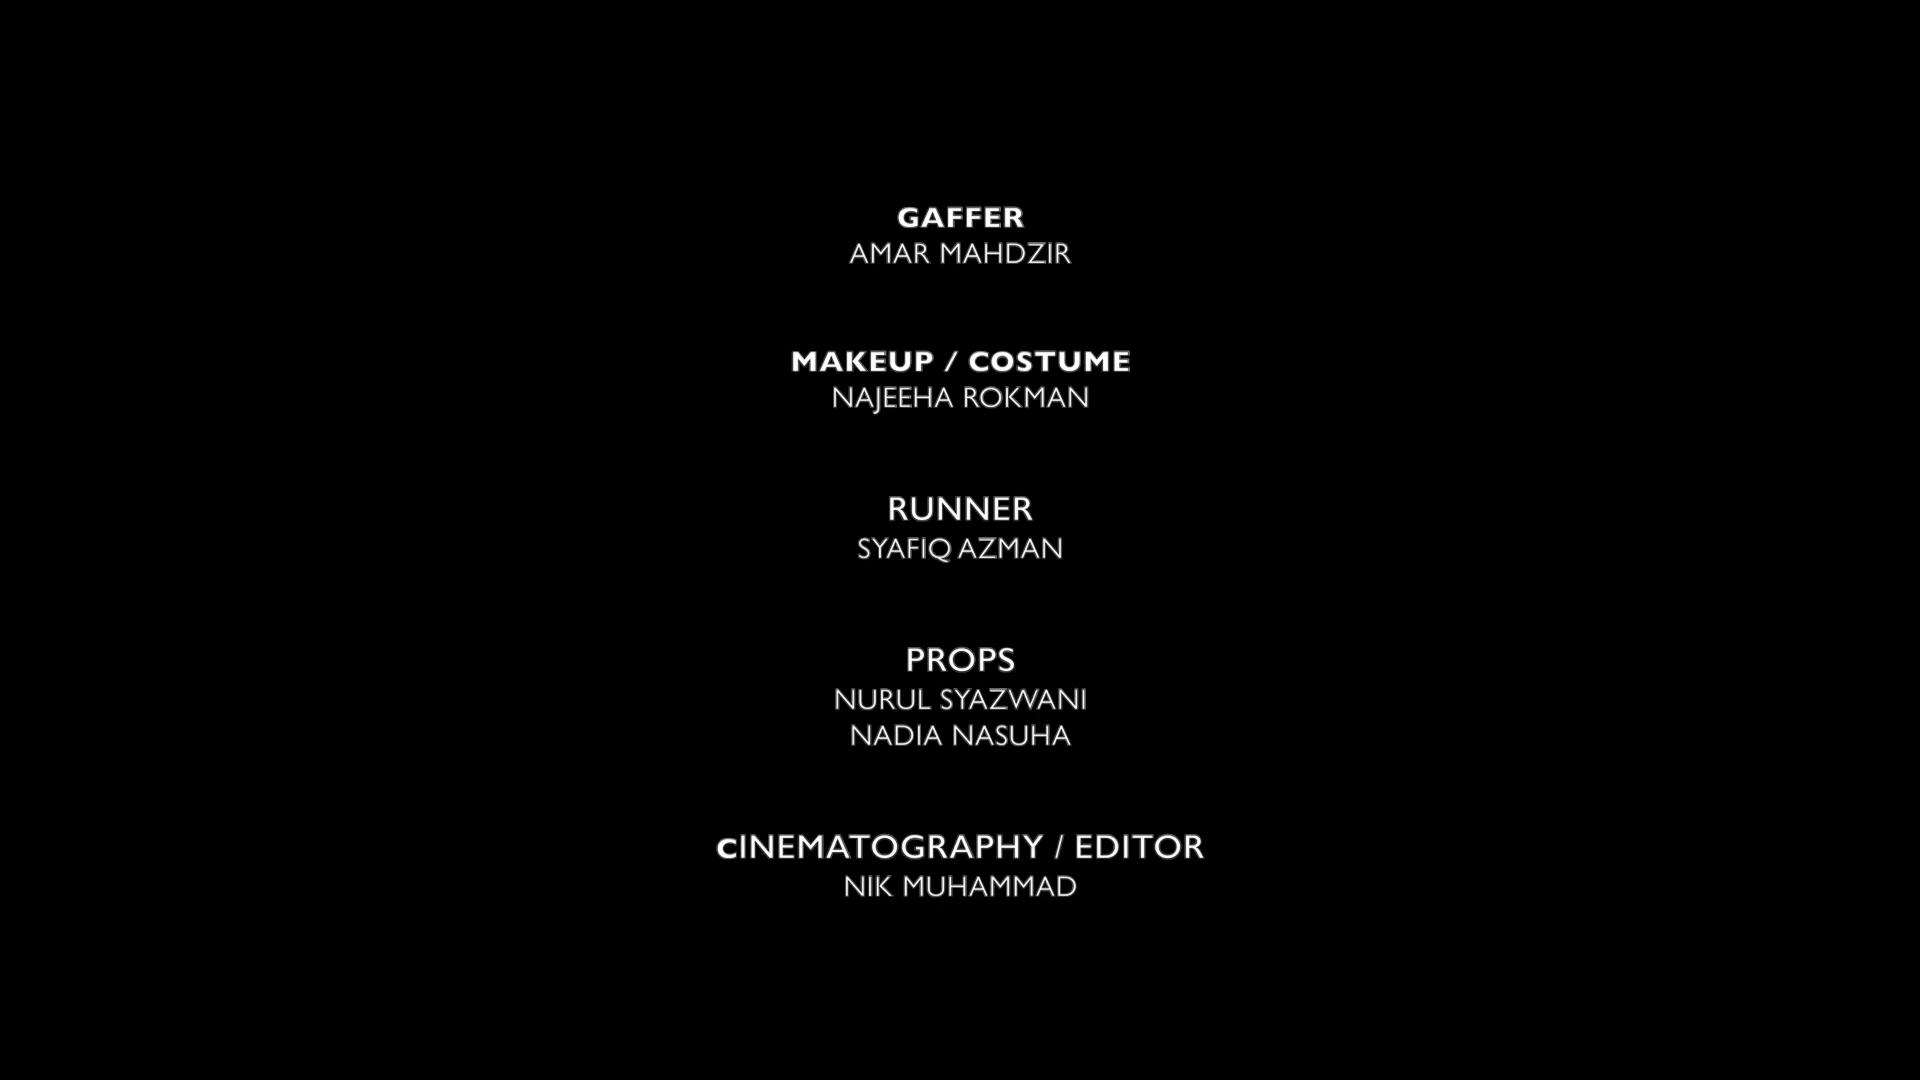 GAFFER
AMAR MAHDZIR
MAKEUP / COSTUME
NAJEEHA ROKMAN
RUNNER
SYAFIQ AZMAN
PROPS
NURUL SYAZWANI
NADIA NASUHA
cINEMATOGRAPHY / EDITOR
NIK MUHAMMAD